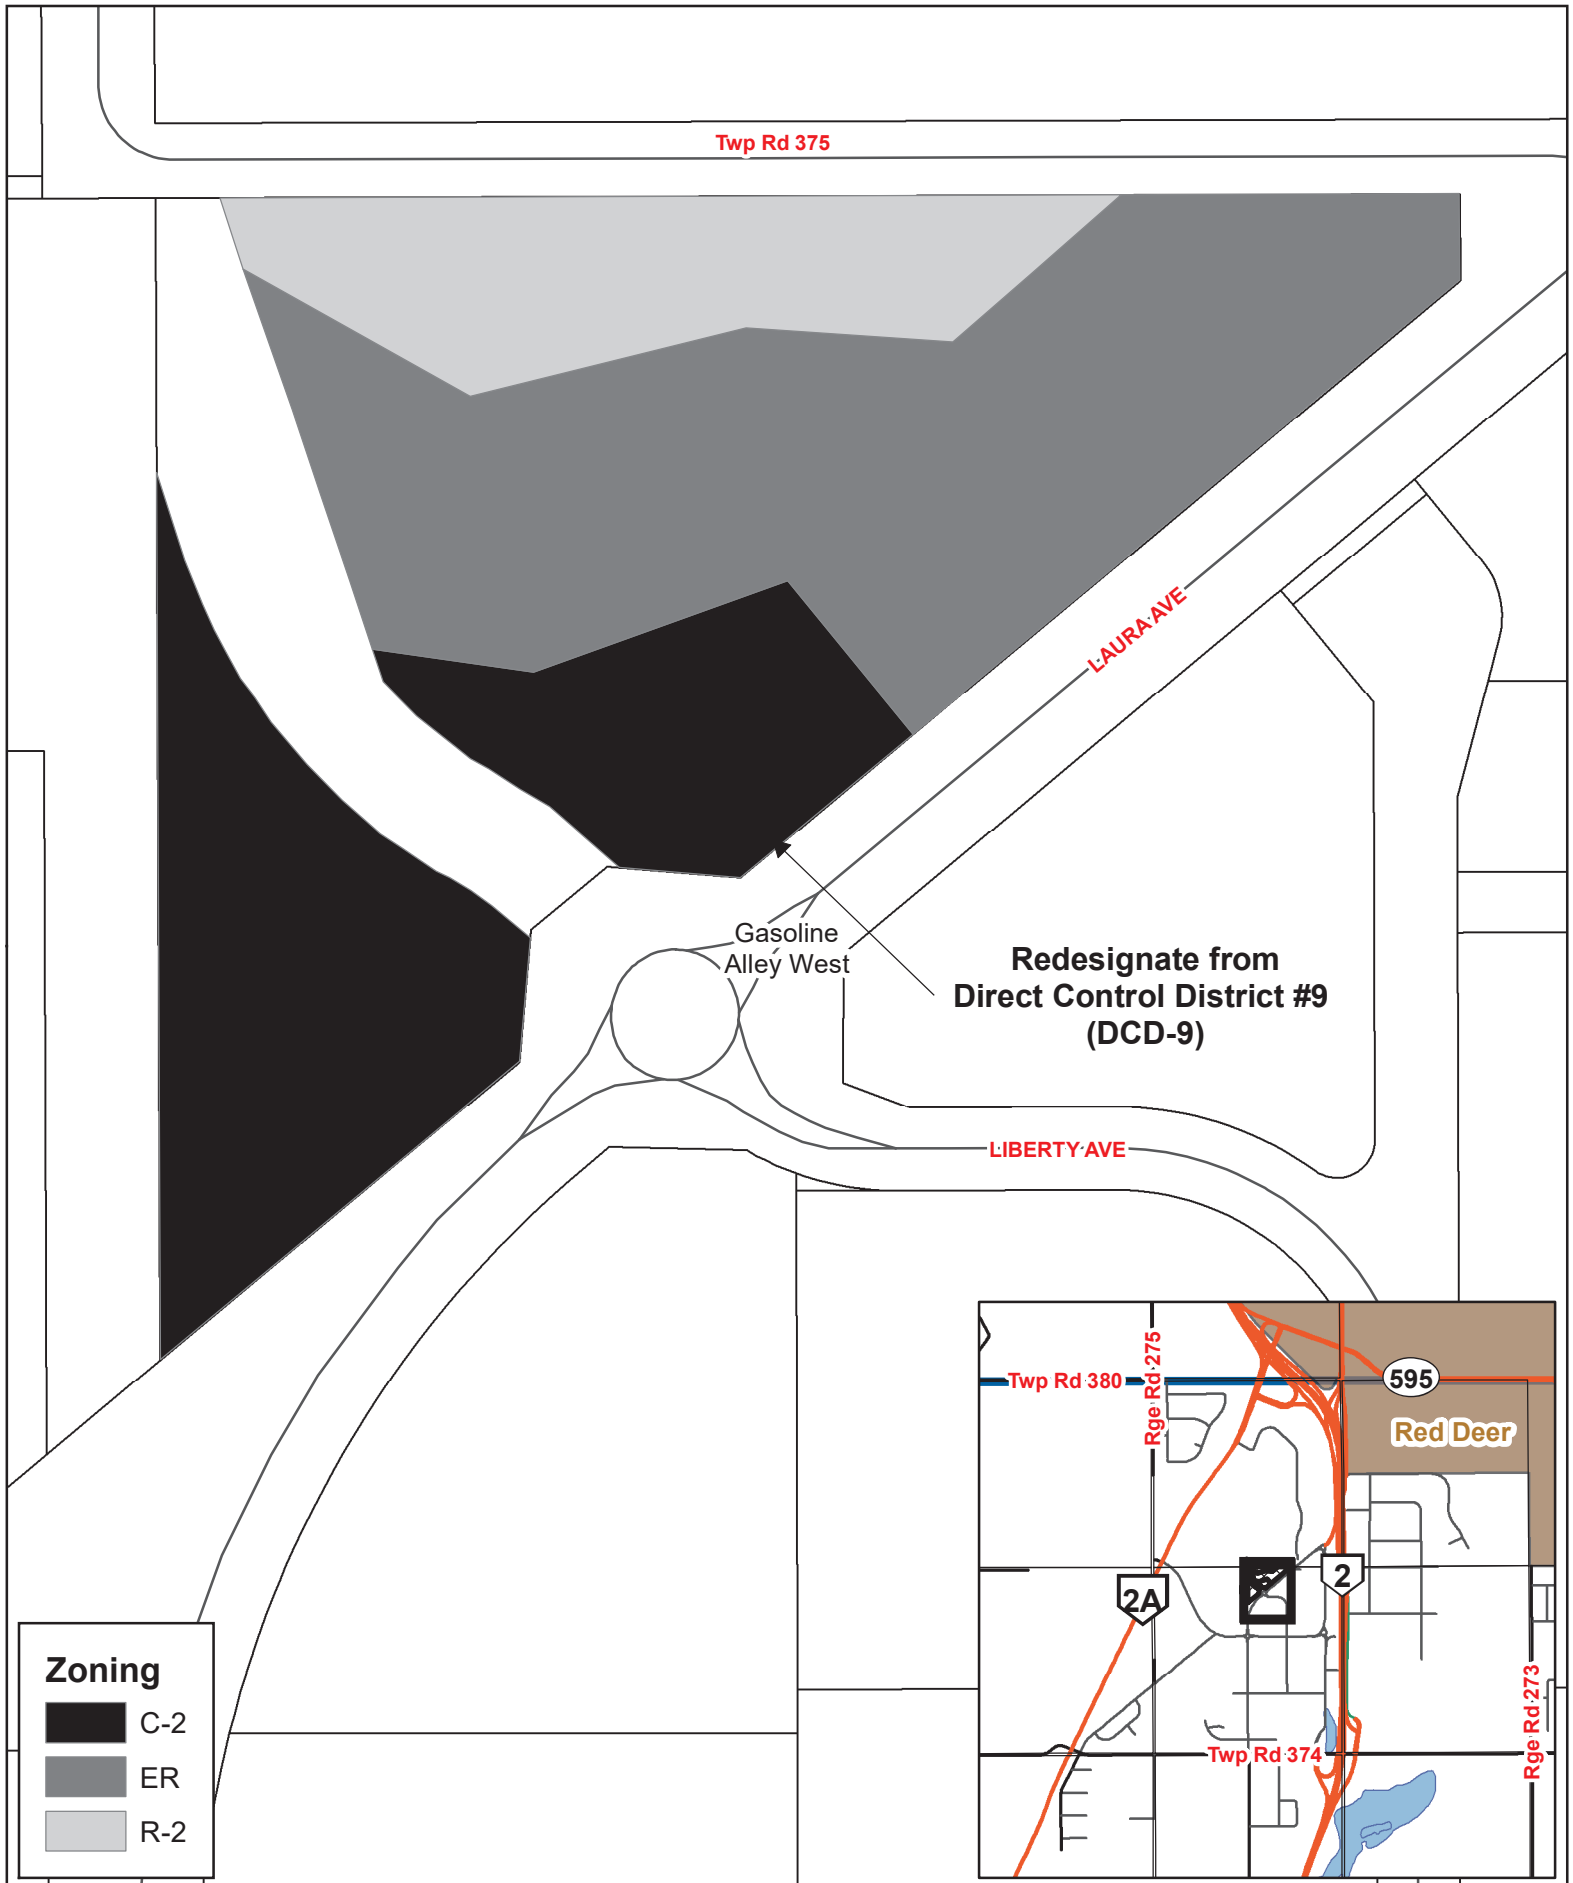 Twp Rd 375
LAURA AVE
Gasoline
Alley West
Redesignate from
Direct Control District #9
(DCD-9)
LIBERTY AVE
Zoning
C-2
ER
R-2
Rge Rd 275
Twp Rd 380
595
Red Deer
2A
2
Twp Rd 374
Rge Rd 273